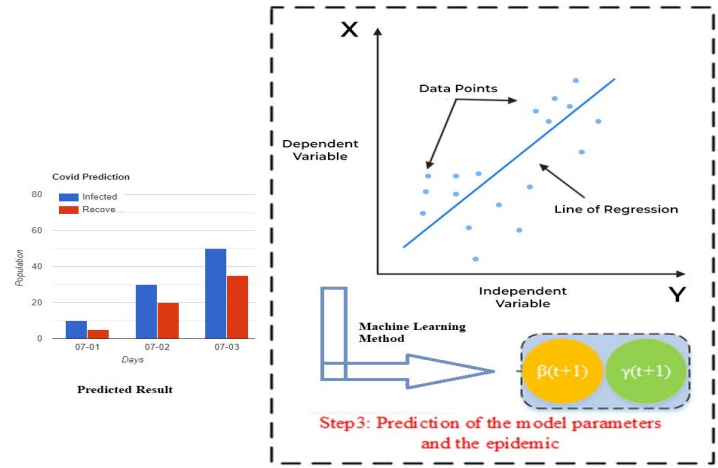 Covid Prediction
Infected
Recove...
80
60
40
20
0
Population
07-01
07-02
07-03
Days
Predicted Result
X
Data Points
Dependent
Variable
Line of Regression
Independent
Variable
Y
Machine Learning
Method
β(t+1)
γ(t+1)
Step3: Prediction of the model parameters
and the epidemic